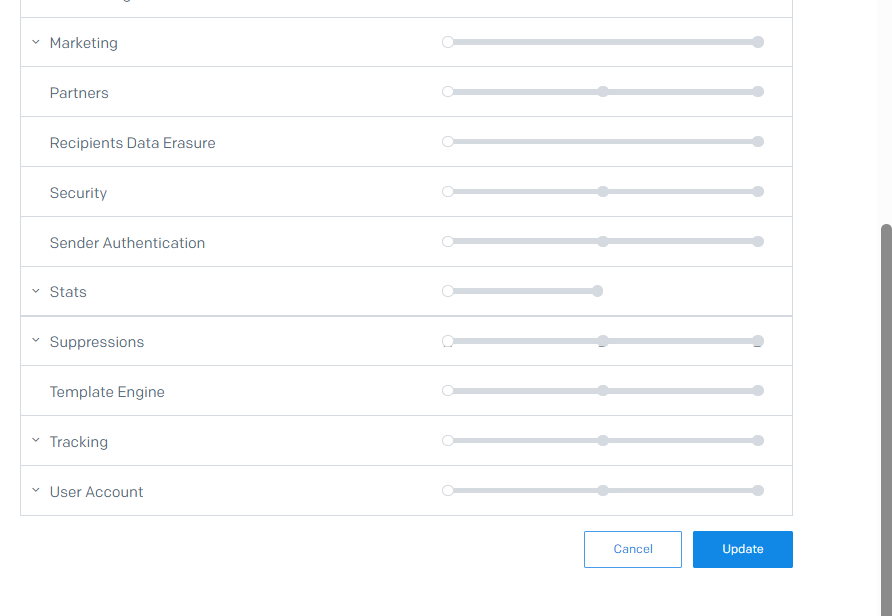 Marketing
Partners
Recipients Data Erasure
Security
Sender Authentication
Stats
Suppressions
Template Engine
Tracking
User Account
Cancel
Update